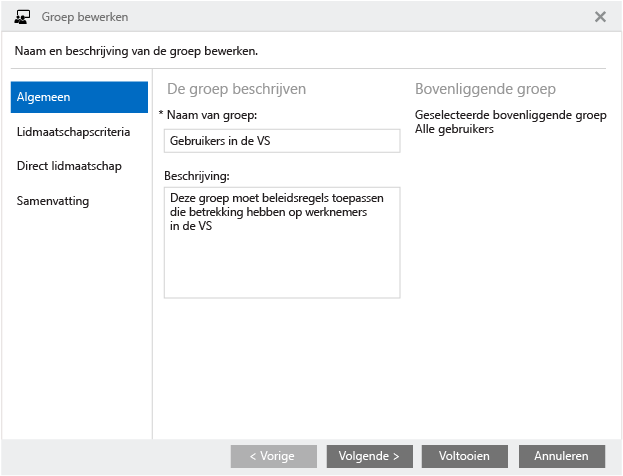 Groep bewerken
Naam en beschrijving van de groep bewerken.
Algemeen
Lidmaatschapscriteria
Direct lidmaatschap
Samenvatting
De groep beschrijven
* Naam van groep:
Gebruikers in de VS
Beschrijving:
Deze groep moet beleidsregels toepassen
die betrekking hebben op werknemers
in de VS
Bovenliggende groep
Geselecteerde bovenliggende groep
Alle gebruikers
< Vorige
Volgende >
Voltooien
Annuleren